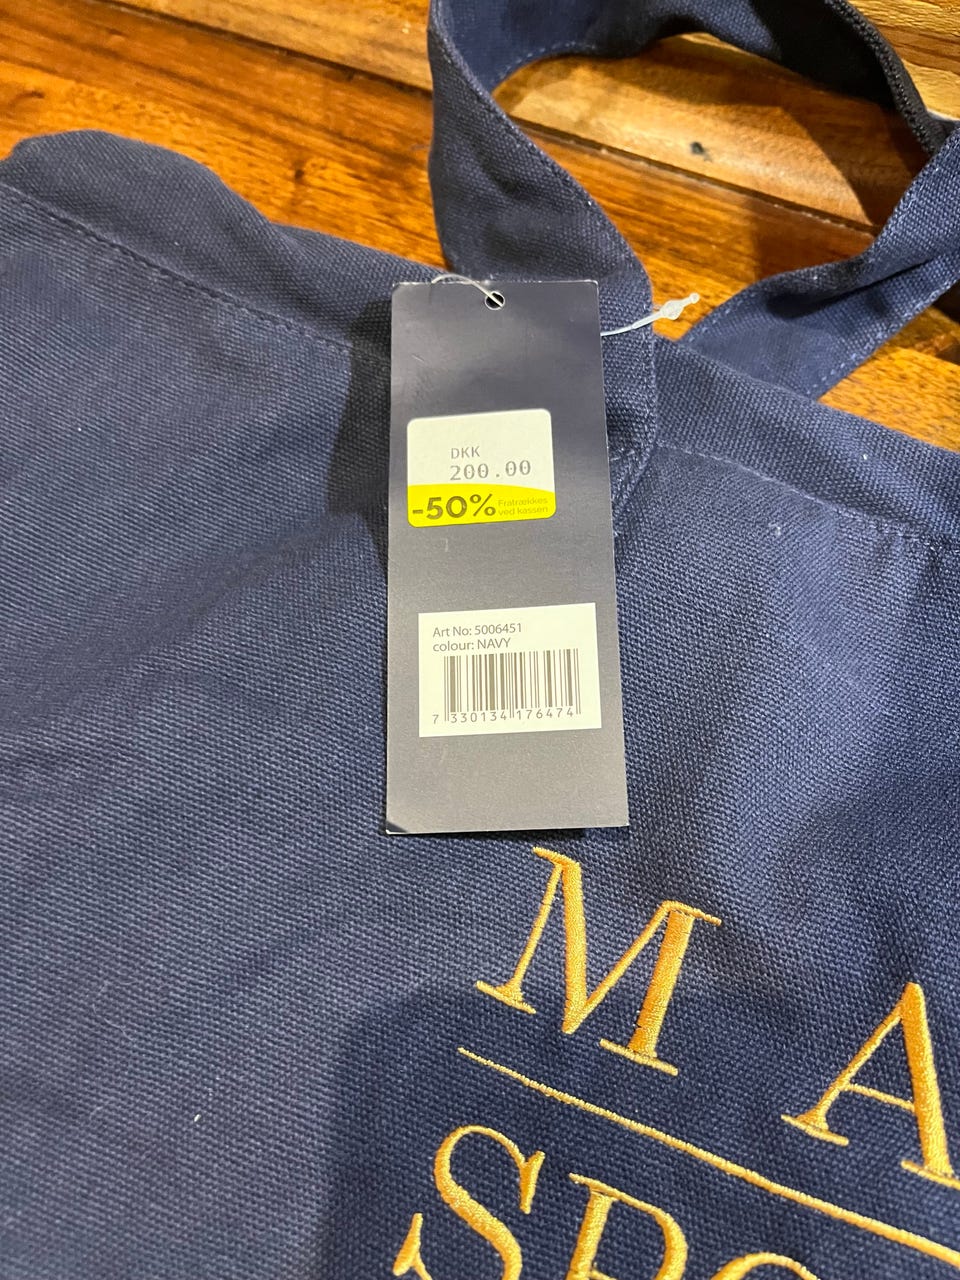 DKK
200.00
-50% Fratrækkes
ved kassen
Art No: 5006451
colour: NAVY
7 330134 176474
M A
SPO